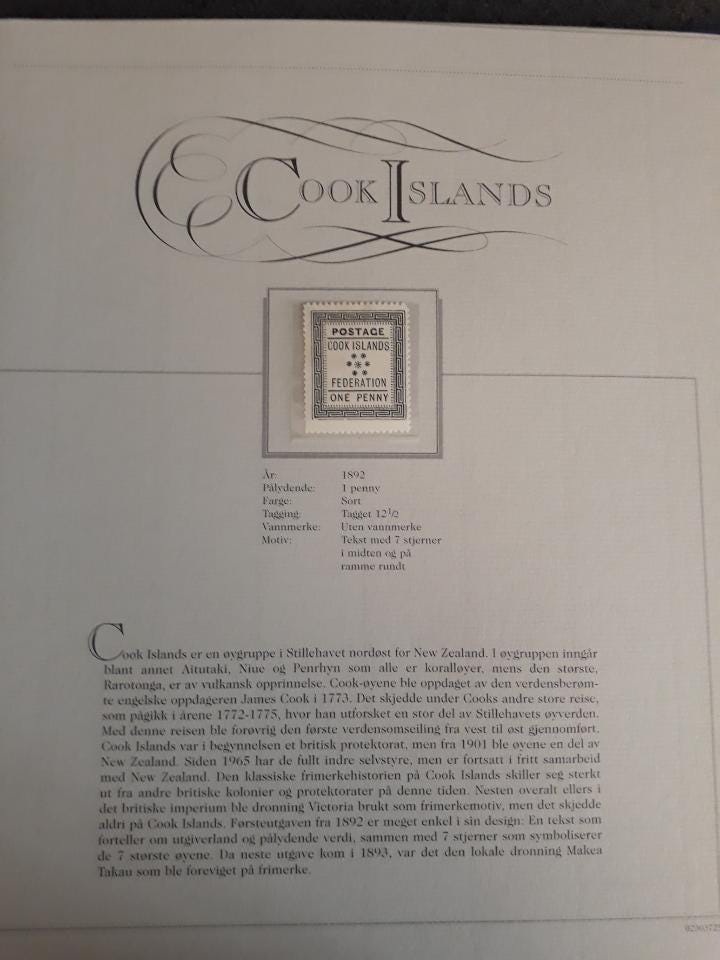 COOK ISLANDS
POSTAGE
COOK ISLANDS
FEDERATION
ONE PENNY
År: 1892
Pålydende: 1 penny
Farge: Sort
Tagging: Tagget 12 1/2
Vannmerke: Uten vannmerke
Motiv: Tekst med 7 stjerner
i midten og på
ramme rundt
Cook Islands er en øygruppe i Stillehavet nordøst for New Zealand. I øygruppen inngår
blant annet Aitutaki, Niue og Penrhyn som alle er koralløyer, mens den største,
Rarotonga, er av vulkansk opprinnelse. Cook-øyene ble oppdaget av den verdensberøm-
te engelske oppdageren James Cook i 1773. Det skjedde under Cooks andre store reise,
som pågikk i årene 1772-1775, hvor han utforsket en stor del av Stillehavets øyverden.
Med denne reisen ble forøvrig den første verdensomseiling fra vest til øst gjennomført.
Cook Islands var i begynnelsen et britisk protektorat, men fra 1901 ble øyene en del av
New Zealand. Siden 1965 har de fullt indre selvstyre, men er fortsatt i fritt samarbeid
med New Zealand. Den klassiske frimerkehistorien på Cook Islands skiller seg sterkt
ut fra andre britiske kolonier og protektorater på denne tiden. Nesten overalt ellers i
det britiske imperium ble dronning Victoria brukt som frimerkemotiv, men det skjedde
aldri på Cook Islands. Førsteutgaven fra 1892 er meget enkel i sin design: En tekst som
forteller om utgiverland og pålydende verdi, sammen med 7 stjerner som symboliserer
de 7 største øyene. Da neste utgave kom i 1893, var det den lokale dronning Makea
Takau som ble foreviget på frimerke.